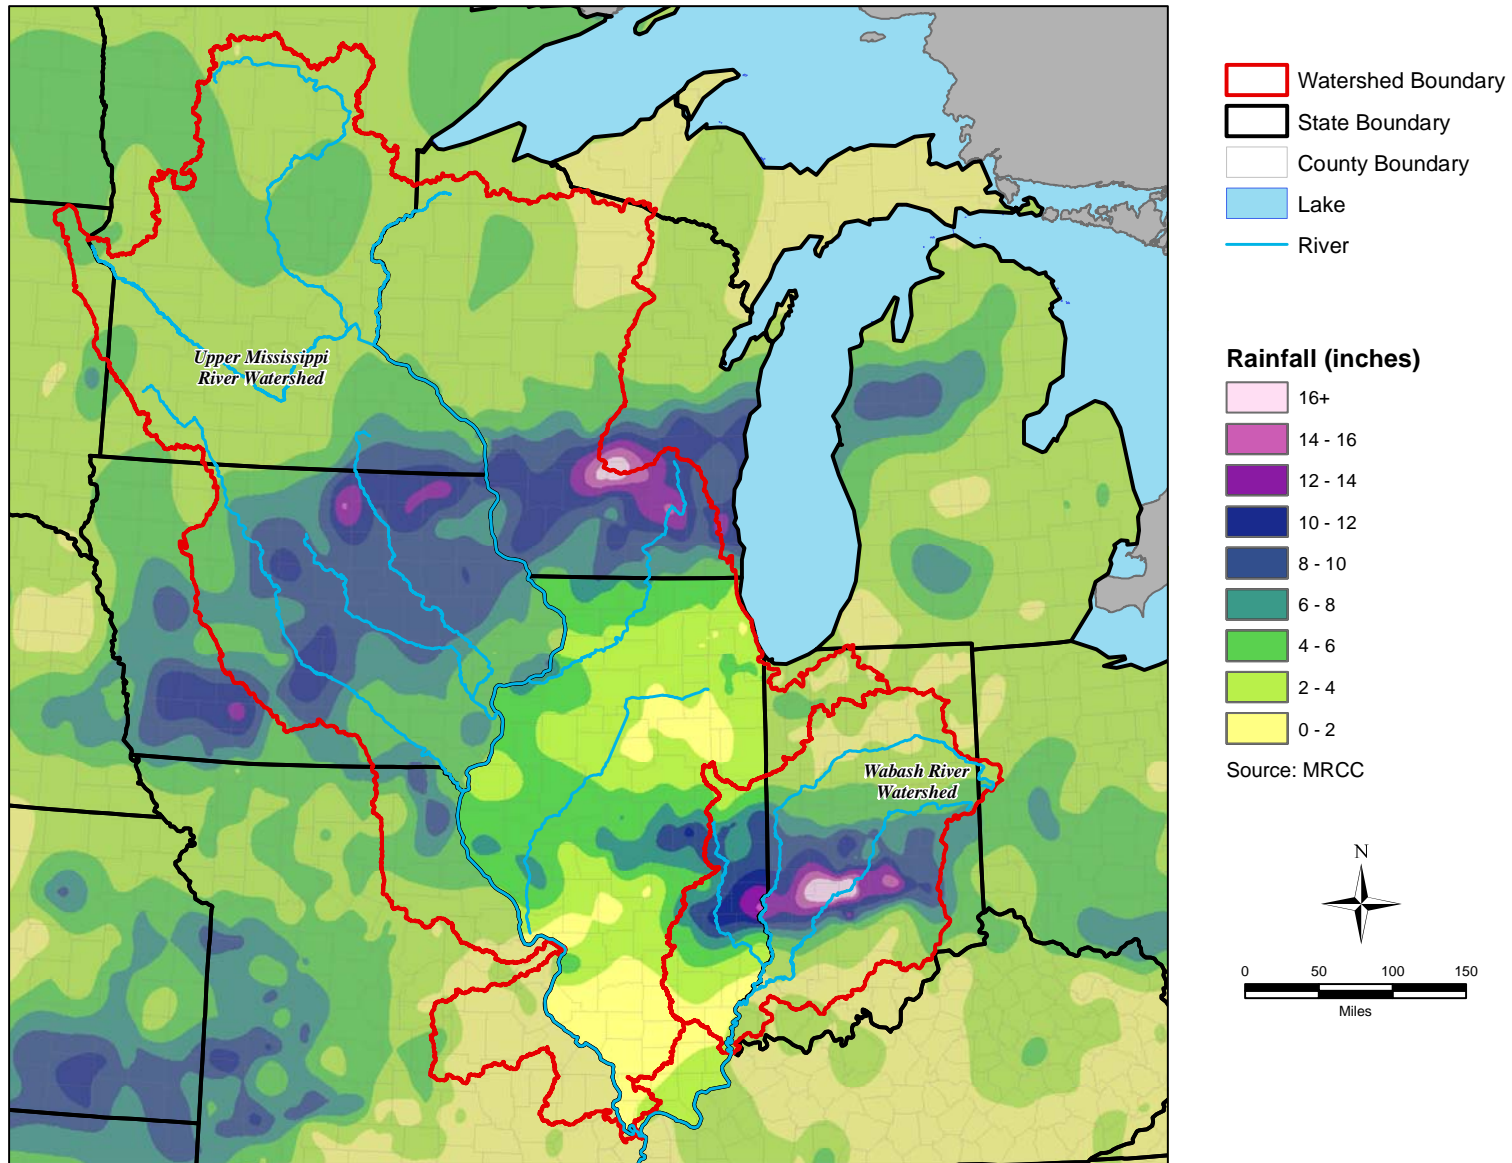 Upper Mississippi
River Watershed
Wabash River
Watershed
Watershed Boundary
State Boundary
County Boundary
Lake
River
Rainfall (inches)
16+
14 - 16
12 - 14
10 - 12
8 - 10
6 - 8
4 - 6
2 - 4
0 - 2
Source: MRCC
N
0 50 100 150
Miles